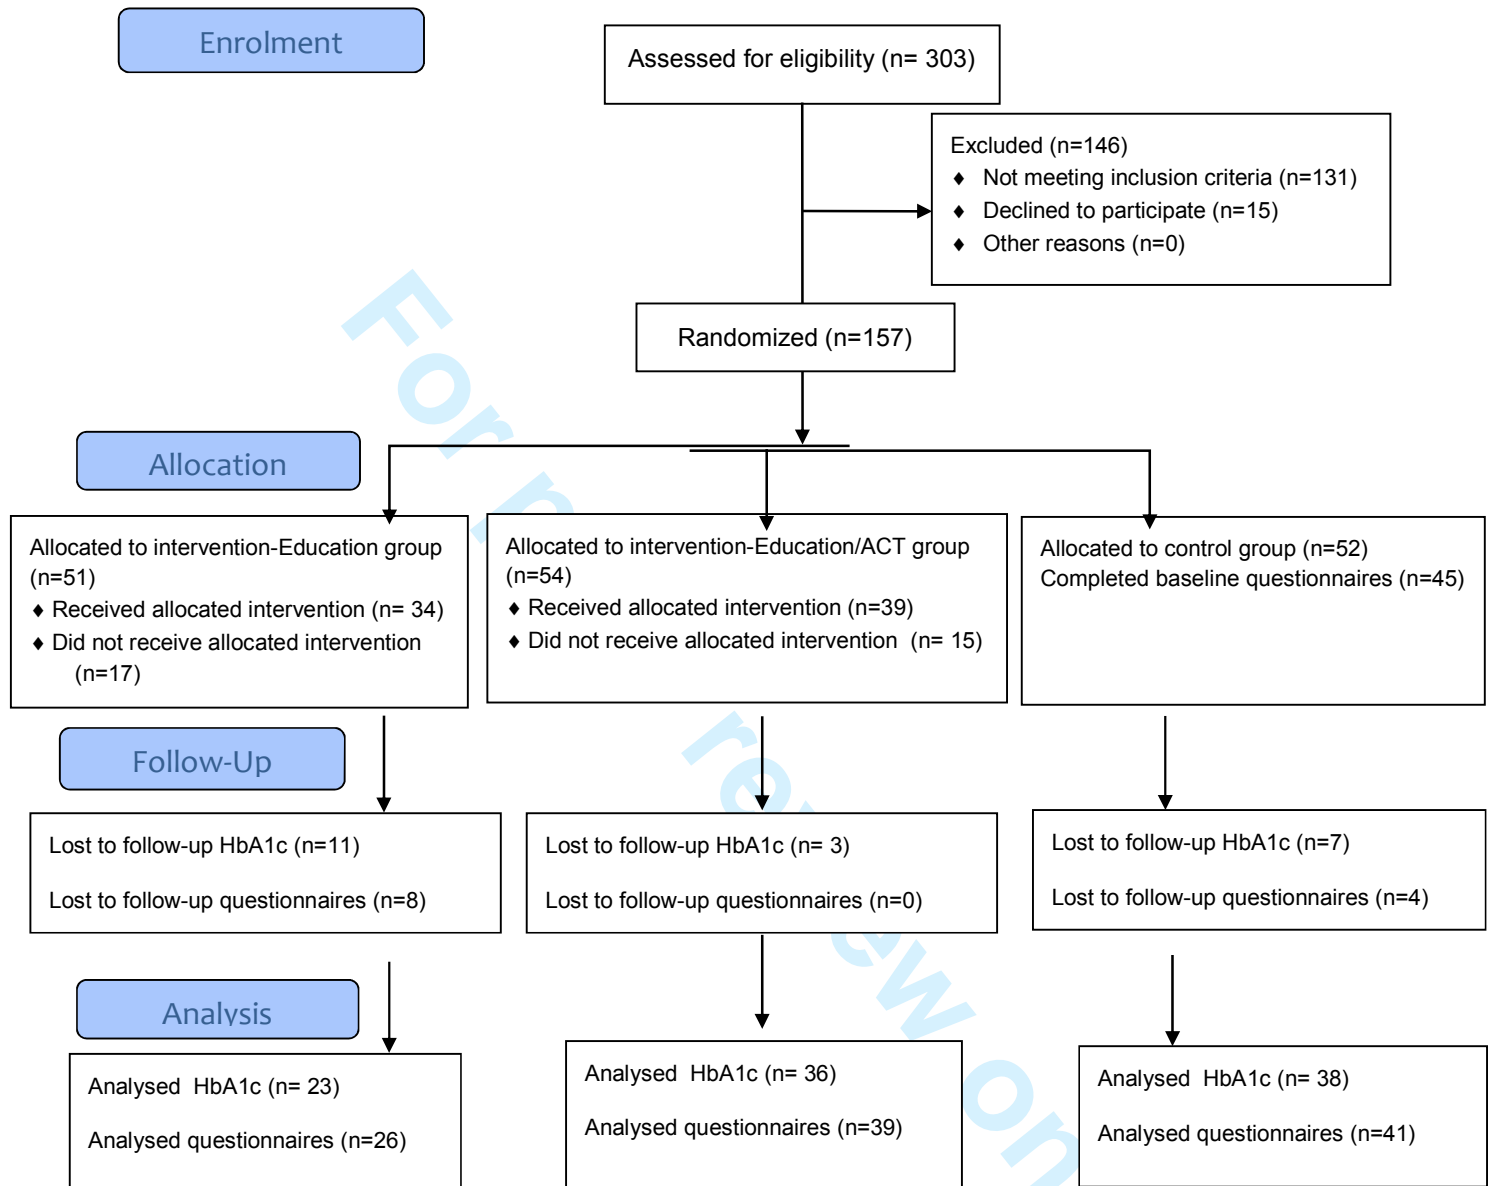 Enrolment
Assessed for eligibility (n= 303)
Excluded (n=146)
♦ Not meeting inclusion criteria (n=131)
♦ Declined to participate (n=15)
♦ Other reasons (n=0)
Randomized (n=157)
Allocation
Allocated to intervention-Education group
(n=51)
♦ Received allocated intervention (n= 34)
♦ Did not receive allocated intervention
(n=17)
Allocated to intervention-Education/ACT group
(n=54)
♦ Received allocated intervention (n=39)
♦ Did not receive allocated intervention (n= 15)
Allocated to control group (n=52)
Completed baseline questionnaires (n=45)
Follow-Up
Lost to follow-up HbA1c (n=11)
Lost to follow-up questionnaires (n=8)
Lost to follow-up HbA1c (n= 3)
Lost to follow-up questionnaires (n=0)
Lost to follow-up HbA1c (n=7)
Lost to follow-up questionnaires (n=4)
Analysis
Analysed HbA1c (n= 23)
Analysed questionnaires (n=26)
Analysed HbA1c (n= 36)
Analysed questionnaires (n=39)
Analysed HbA1c (n= 38)
Analysed questionnaires (n=41)
For review